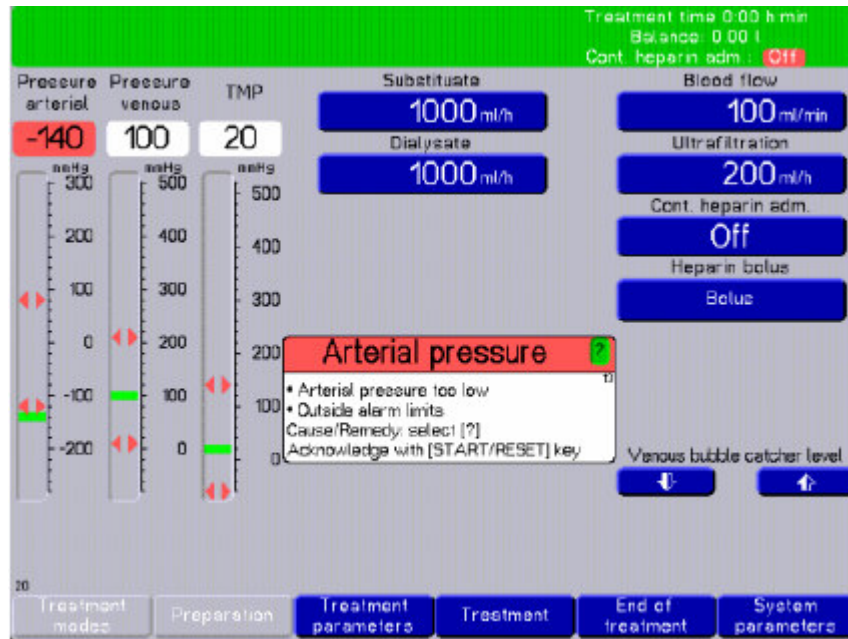 Treatment time 0:00 h:min
Balance: 0.00 l
Cont. heparin adm.: Off
Pressure arterial
Pressure venous
TMP
-140
100
20
mmHg
mmHg
mmHg
300
200
100
0
-100
-200
500
400
300
200
100
0
500
400
300
200
100
0
Substituate
1000 ml/h
Dialysate
1000 ml/h
Blood flow
100 ml/min
Ultrafiltration
200 ml/h
Cont. heparin adm.
Off
Heparin bolus
Bolus
Arterial pressure
?
• Arterial pressure too low
• Outside alarm limits
Cause/Remedy: select [?]
Acknowledge with [START/RESET] key
Venous bubble catcher level
20
Treatment modes
Preparation
Treatment parameters
Treatment
End of treatment
System parameters